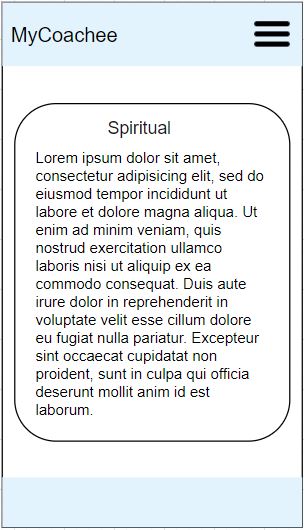 MyCoachee
Spiritual
Lorem ipsum dolor sit amet,
consectetur adipisicing elit, sed do
eiusmod tempor incididunt ut
labore et dolore magna aliqua. Ut
enim ad minim veniam, quis
nostrud exercitation ullamco
laboris nisi ut aliquip ex ea
commodo consequat. Duis aute
irure dolor in reprehenderit in
voluptate velit esse cillum dolore
eu fugiat nulla pariatur. Excepteur
sint occaecat cupidatat non
proident, sunt in culpa qui officia
deserunt mollit anim id est
laborum.